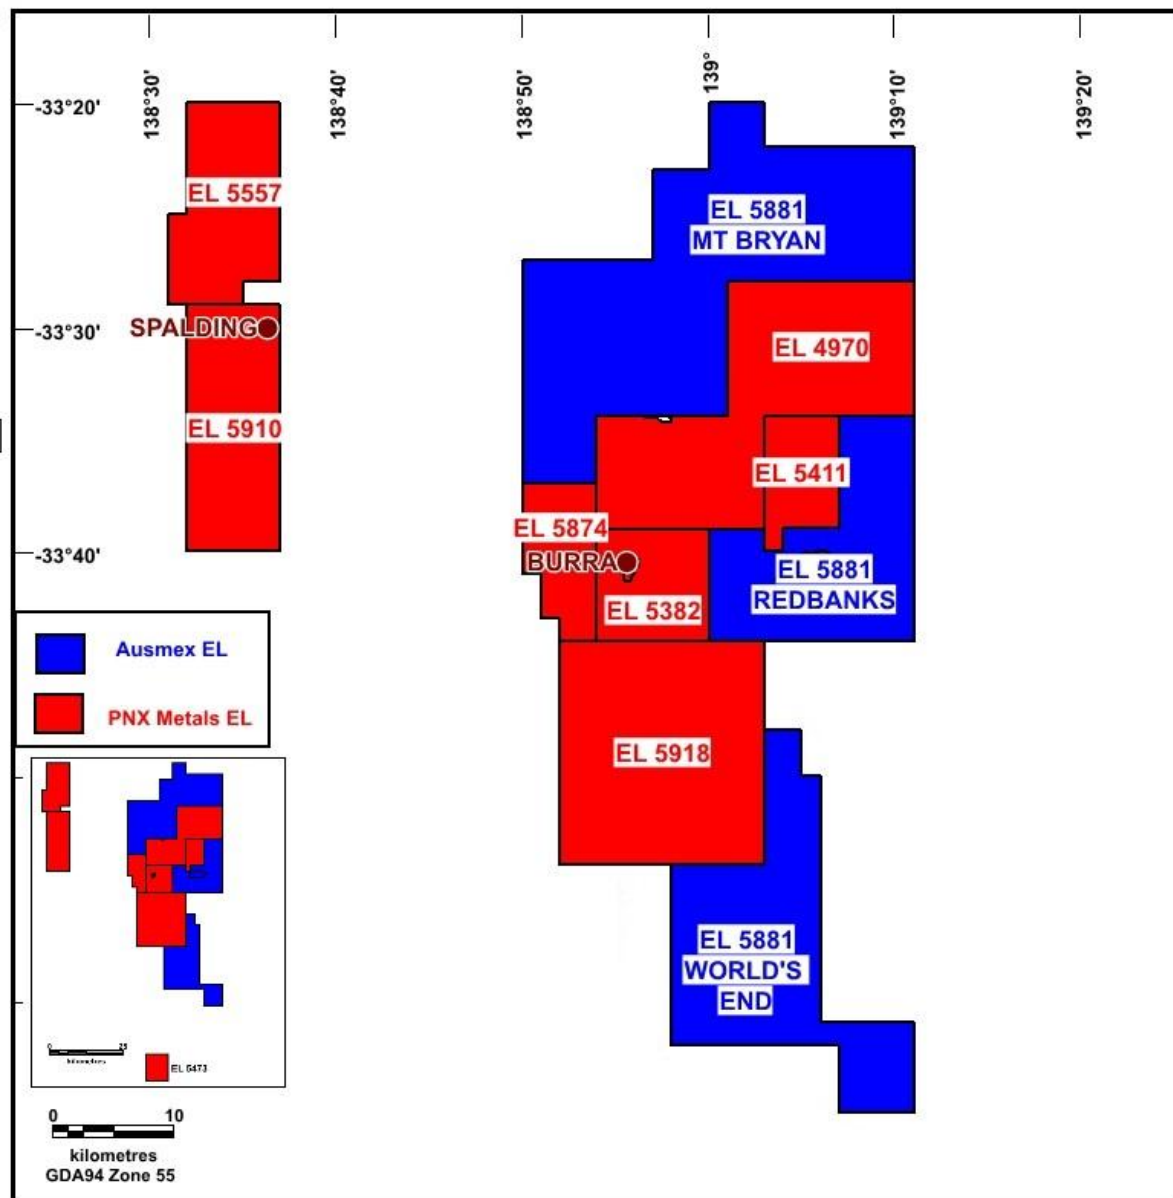 138°30'
138°40'
138°50'
139°
139°10'
139°20'
-33°20'
EL 5557
EL 5881
MT BRYAN
SPALDING
-33°30'
EL 4970
EL 5910
EL 5411
EL 5874
-33°40'
BURRA
EL 5881
REDBANKS
EL 5382
Ausmex EL
PNX Metals EL
EL 5918
EL 5881
WORLD'S
END
0 25
kilometres
EL 5473
0 10
kilometres
GDA94 Zone 55